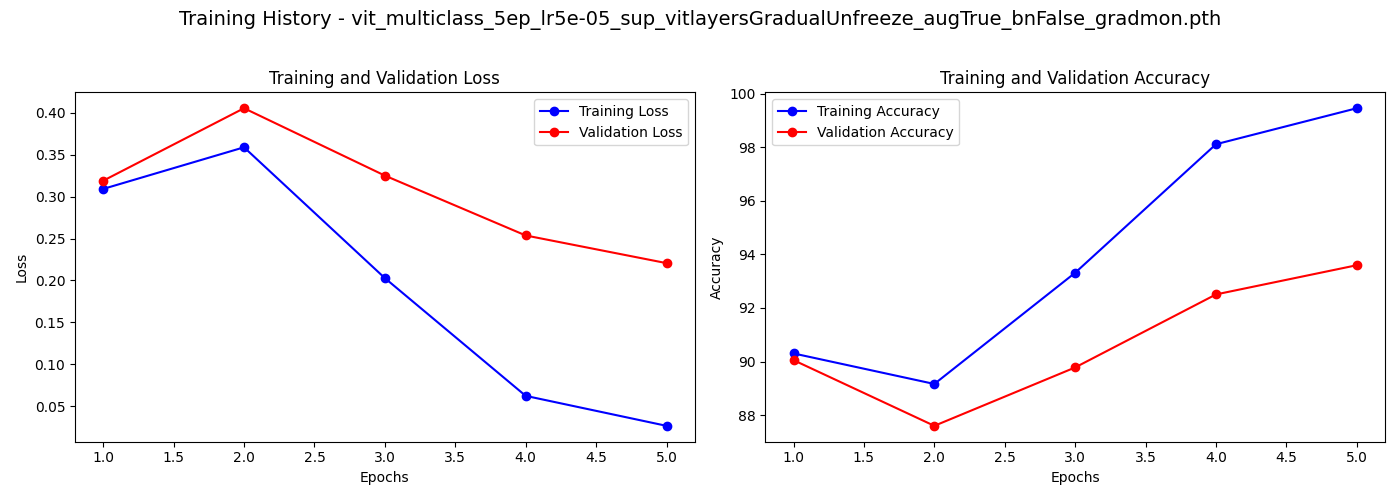 Training History - vit_multiclass_5ep_lr5e-05_sup_vitlayersGradualUnfreeze_augTrue_bnFalse_gradmon.pth
Training and Validation Loss
Training Loss
Validation Loss
0.40
0.35
0.30
0.25
0.20
0.15
0.10
0.05
Loss
1.0 1.5 2.0 2.5 3.0 3.5 4.0 4.5 5.0
Epochs
Training and Validation Accuracy
Training Accuracy
Validation Accuracy
100
98
96
94
92
90
88
Accuracy
1.0 1.5 2.0 2.5 3.0 3.5 4.0 4.5 5.0
Epochs